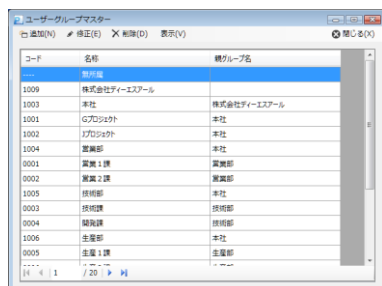 ユーザーグループマスター
追加(N) 修正(E) 削除(D) 表示(V) 閉じる(X)
コード 名称 親グループ名
---- 無所属
1009 株式会社ディーエスアール
1003 本社 株式会社ディーエスアール
1001 Gプロジェクト 本社
1002 Jプロジェクト 本社
1004 営業部 本社
0001 営業1課 営業部
0002 営業2課 営業部
1005 技術部 本社
0003 技術課 技術部
0004 開発課 技術部
1006 生産部 本社
0005 生産1課 生産部
1 / 20